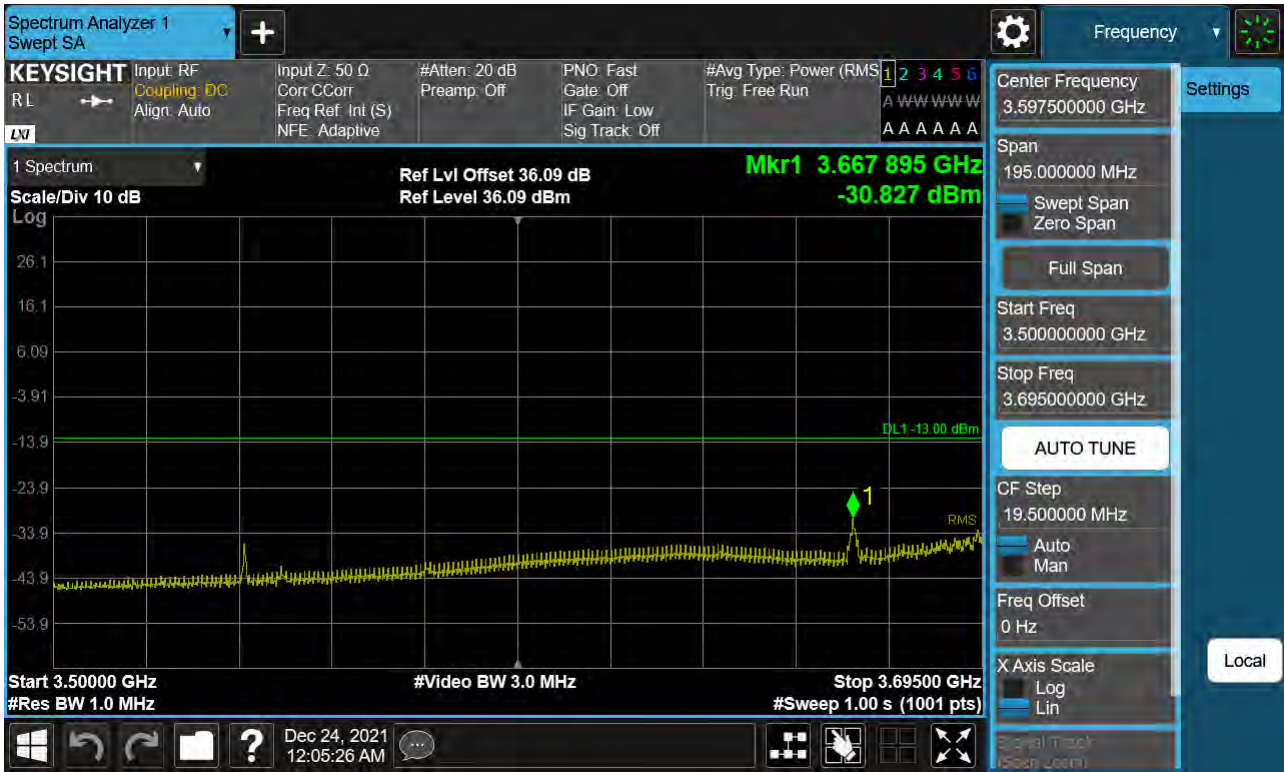 Spectrum Analyzer 1
Swept SA
+
Frequency
KEYSIGHT
RL
LXI
Input: RF
Coupling: DC
Align: Auto
Input Z: 50 Ω
Corr CCorr
Freq Ref: Int (S)
NFE: Adaptive
#Atten: 20 dB
Preamp: Off
PNO: Fast
Gate: Off
IF Gain: Low
Sig Track: Off
#Avg Type: Power (RMS
Trig: Free Run
1 2 3 4 5 6
A W W W W W
A A A A A A
Center Frequency
3.597500000 GHz
Settings
Span
195.000000 MHz
Swept Span
Zero Span
Full Span
Start Freq
3.500000000 GHz
Stop Freq
3.695000000 GHz
AUTO TUNE
CF Step
19.500000 MHz
Auto
Man
Freq Offset
0 Hz
X Axis Scale
Log
Lin
Signal Track
(Span Zoom)
Local
1 Spectrum
Scale/Div 10 dB
Log
Ref Lvl Offset 36.09 dB
Ref Level 36.09 dBm
Mkr1 3.667 895 GHz
-30.827 dBm
26.1
16.1
6.09
-3.91
-13.9
-23.9
-33.9
-43.9
-53.9
DL1 -13.00 dBm
1
RMS
Start 3.50000 GHz
#Res BW 1.0 MHz
#Video BW 3.0 MHz
Stop 3.69500 GHz
#Sweep 1.00 s (1001 pts)
?
Dec 24, 2021
12:05:26 AM